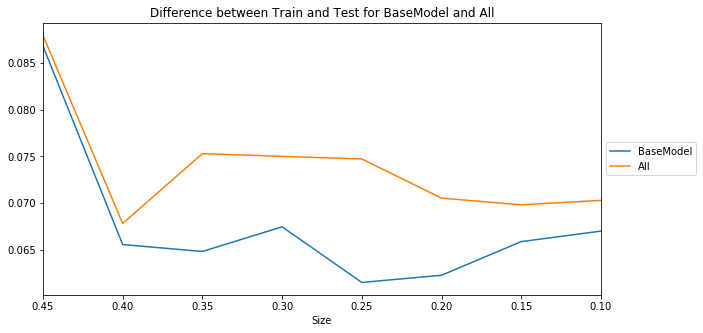 Difference between Train and Test for BaseModel and All
0.085
0.080
0.075
0.070
0.065
0.45 0.40 0.35 0.30 0.25 0.20 0.15 0.10
Size
BaseModel
All